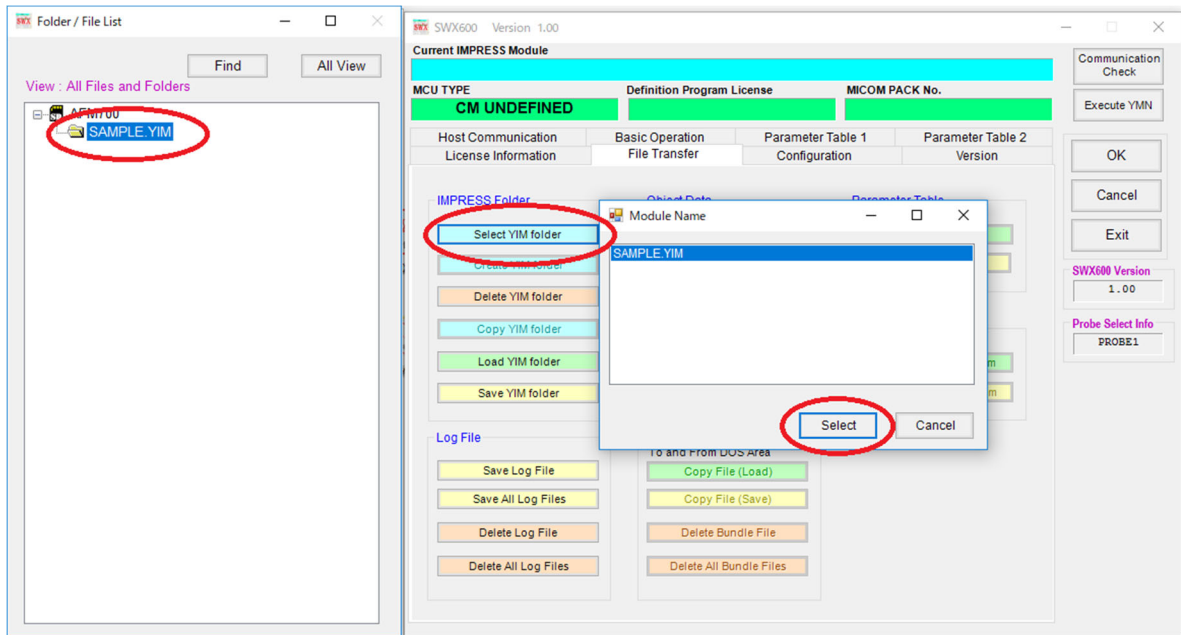 Folder / File List
Find
All View
View : All Files and Folders
AFM700
SAMPLE.YIM
SWX600 Version 1.00
Current IMPRESS Module
MCU TYPE
Definition Program License
MICOM PACK No.
CM UNDEFINED
Host Communication
Basic Operation
Parameter Table 1
Parameter Table 2
License Information
File Transfer
Configuration
Version
IMPRESS Folder
Object Data
Parameter Table
Select YIM folder
Create YIM folder
Delete YIM folder
Copy YIM folder
Load YIM folder
Save YIM folder
Log File
Save Log File
Save All Log Files
Delete Log File
Delete All Log Files
Module Name
SAMPLE.YIM
Select
Cancel
m
m
To and From DOS Area
Copy File (Load)
Copy File (Save)
Delete Bundle File
Delete All Bundle Files
Communication
Check
Execute YMN
OK
Cancel
Exit
SWX600 Version
1.00
Probe Select Info
PROBE1